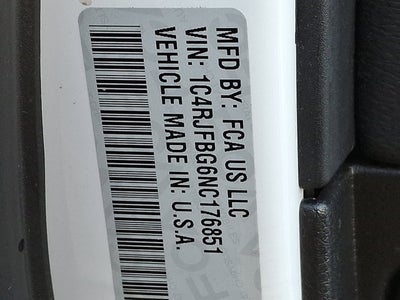 MFD BY: FCA US LLC
VIN: 1C4RJFBG6NC176851
VEHICLE MADE IN: U.S.A.